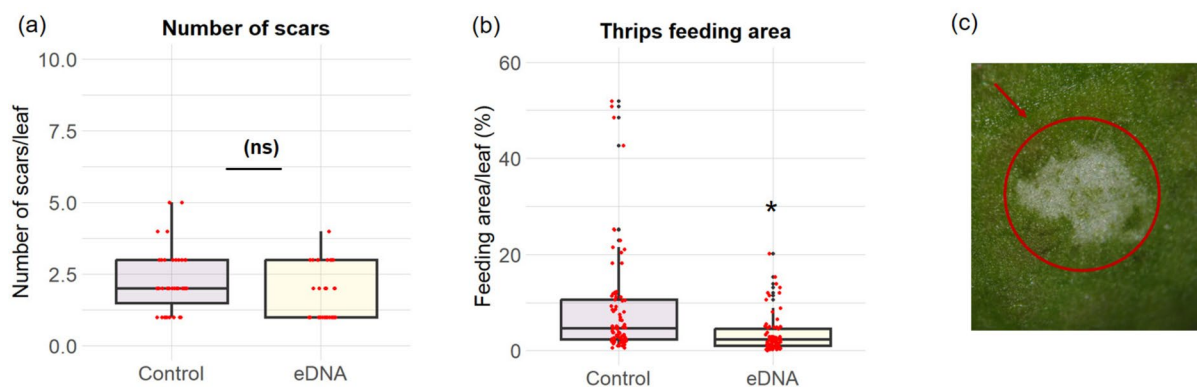 (a)
Number of scars
Number of scars/leaf
10.0
7.5
5.0
2.5
0.0
(ns)
Control
eDNA
(b)
Thrips feeding area
Feeding area/leaf (%)
60
40
20
0
*
Control
eDNA
(c)